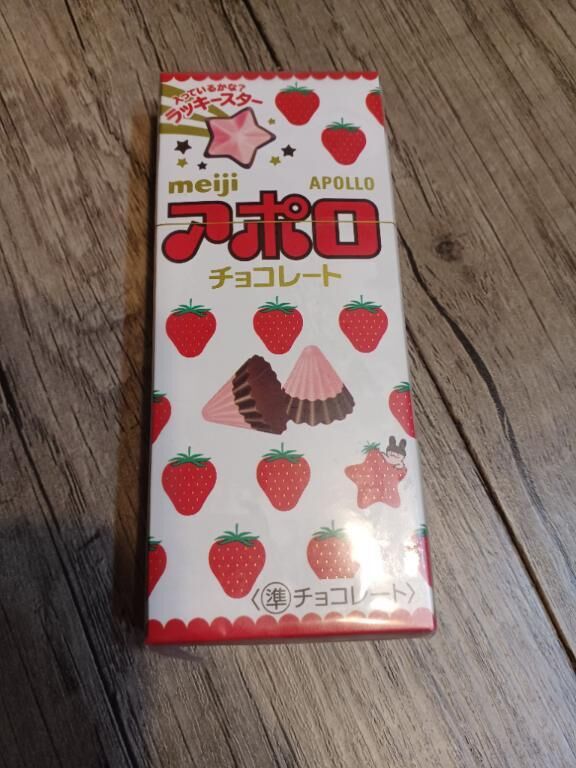 入っているかな?
ラッキースター
meiji
APOLLO
アポロ
チョコレート
〈㊜チョコレート〉